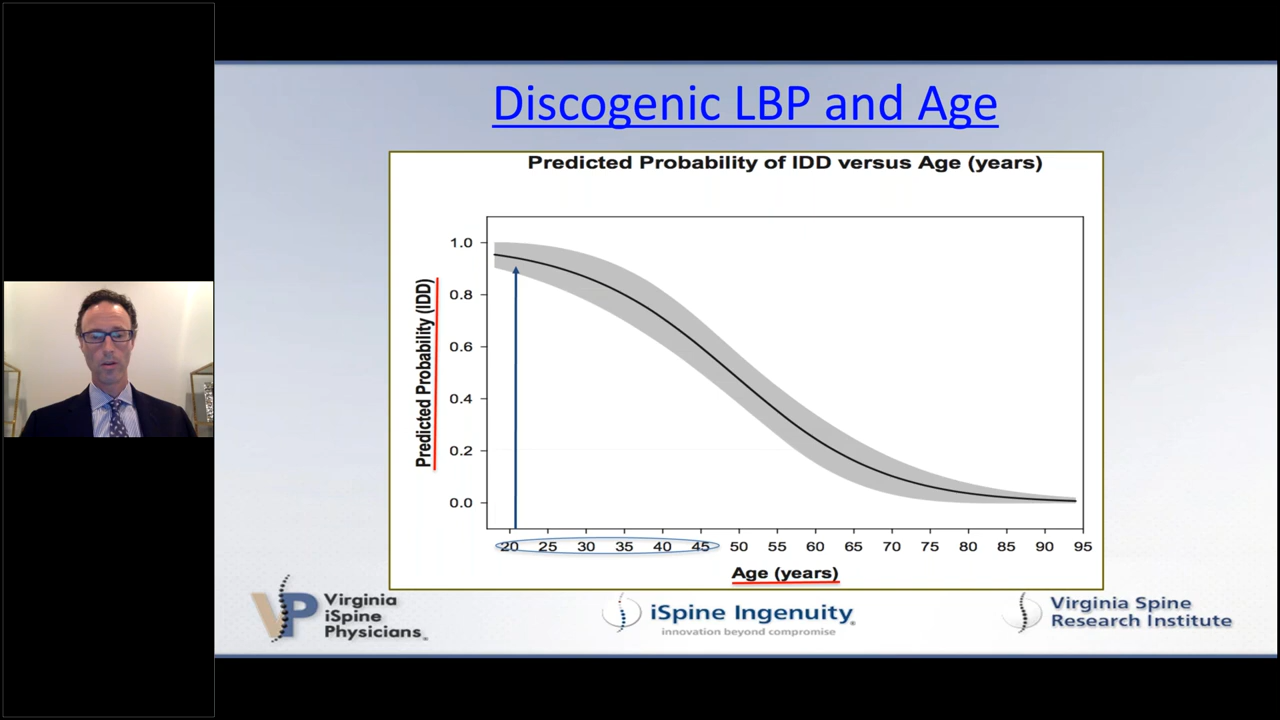 Discogenic LBP and Age
Predicted Probability of IDD versus Age (years)
Predicted Probability (IDD)
1.0
0.8
0.6
0.4
0.2
0.0
20 25 30 35 40 45 50 55 60 65 70 75 80 85 90 95
Age (years)
VP
Virginia
iSpine
Physicians
iSpine Ingenuity
innovation beyond compromise
Virginia Spine
Research Institute